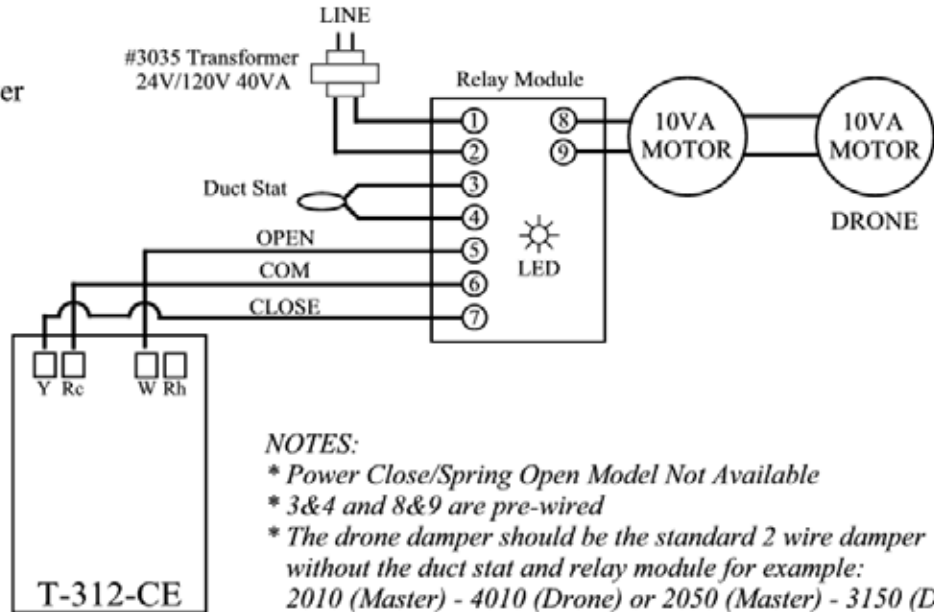 LINE
#3035 Transformer
24V/120V 40VA
er
Relay Module
1
8
10VA
MOTOR
10VA
MOTOR
2
9
Duct Stat
3
4
DRONE
OPEN
5
LED
COM
6
CLOSE
7
Y Rc W Rh
NOTES:
* Power Close/Spring Open Model Not Available
* 3&4 and 8&9 are pre-wired
* The drone damper should be the standard 2 wire damper
without the duct stat and relay module for example:
2010 (Master) - 4010 (Drone) or 2050 (Master) - 3150 (D
T-312-CE